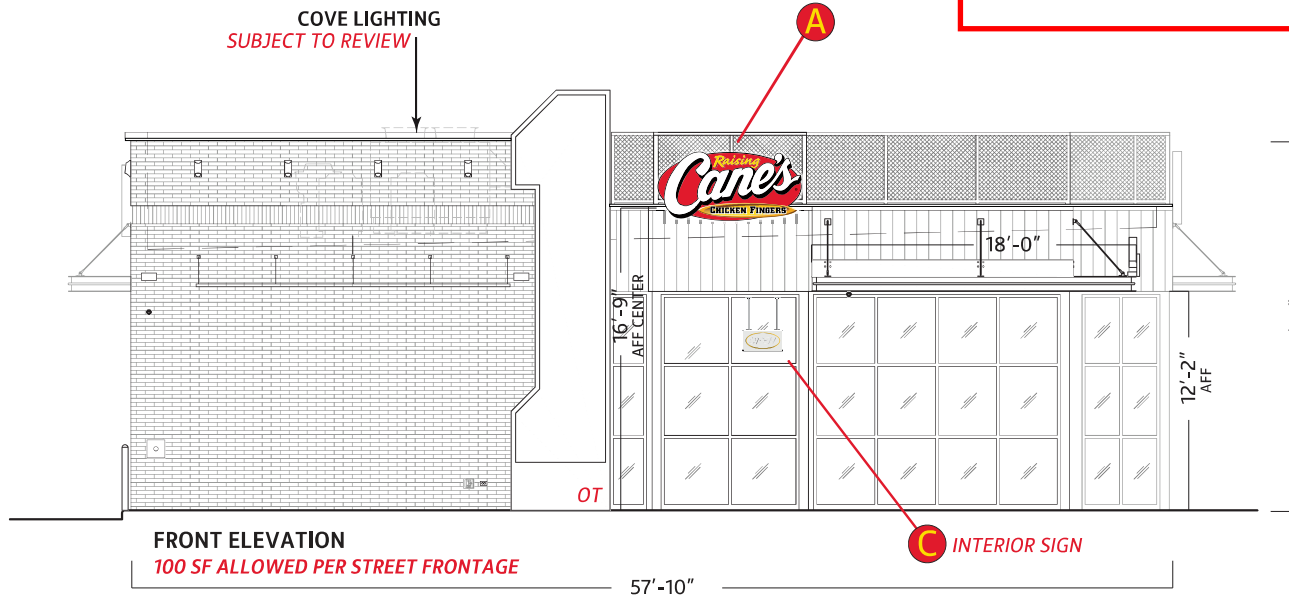 COVE LIGHTING
SUBJECT TO REVIEW
A
Raising
Cane's
CHICKEN FINGERS
18'-0"
16'-9"
AFF CENTER
12'-2"
AFF
OT
C INTERIOR SIGN
FRONT ELEVATION
100 SF ALLOWED PER STREET FRONTAGE
57'-10"